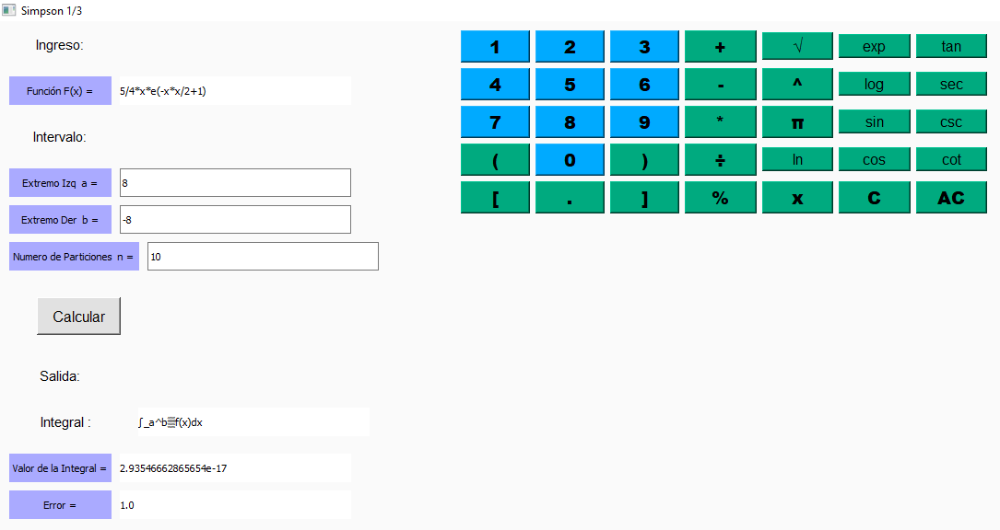 Simpson 1/3
Ingreso:
Función F(x) = 5/4*x*e(-x*x/2+1)
Intervalo:
Extremo Izq a = 8
Extremo Der b = -8
Numero de Particiones n = 10
Calcular
Salida:
Integral : ∫_a^b▒f(x)dx
Valor de la Integral = 2.93546662865654e-17
Error = 1.0
1 2 3 + √ exp tan
4 5 6 - ^ log sec
7 8 9 * π sin csc
( 0 ) ÷ ln cos cot
[ . ] % x C AC